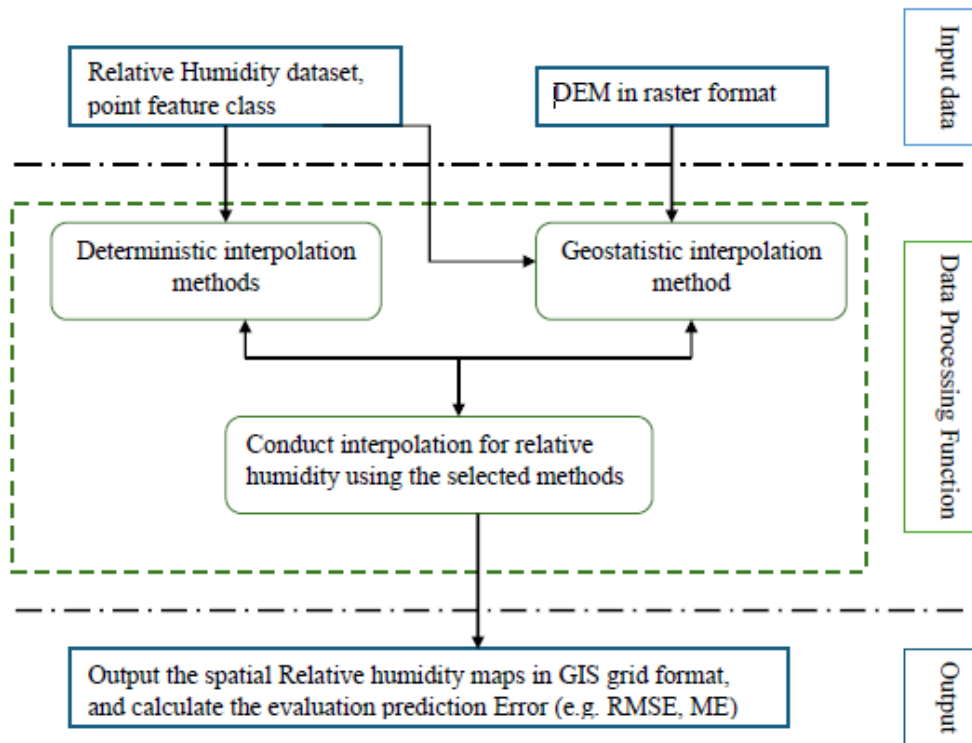 Relative Humidity dataset,
point feature class
DEM in raster format
Input data
Deterministic interpolation
methods
Geostatistic interpolation
method
Conduct interpolation for relative
humidity using the selected methods
Data Processing Function
Output the spatial Relative humidity maps in GIS grid format,
and calculate the evaluation prediction Error (e.g. RMSE, ME)
Output